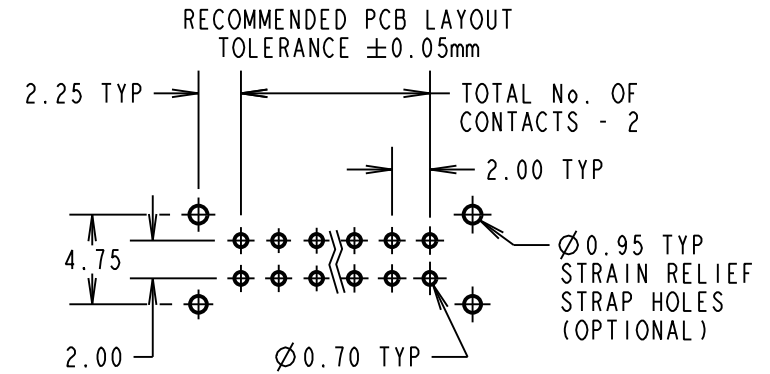 RECOMMENDED PCB LAYOUT
TOLERANCE ±0.05mm
2.25 TYP
TOTAL No. OF
CONTACTS - 2
2.00 TYP
4.75
Ø0.95 TYP
STRAIN RELIEF
STRAP HOLES
(OPTIONAL)
2.00
Ø0.70 TYP